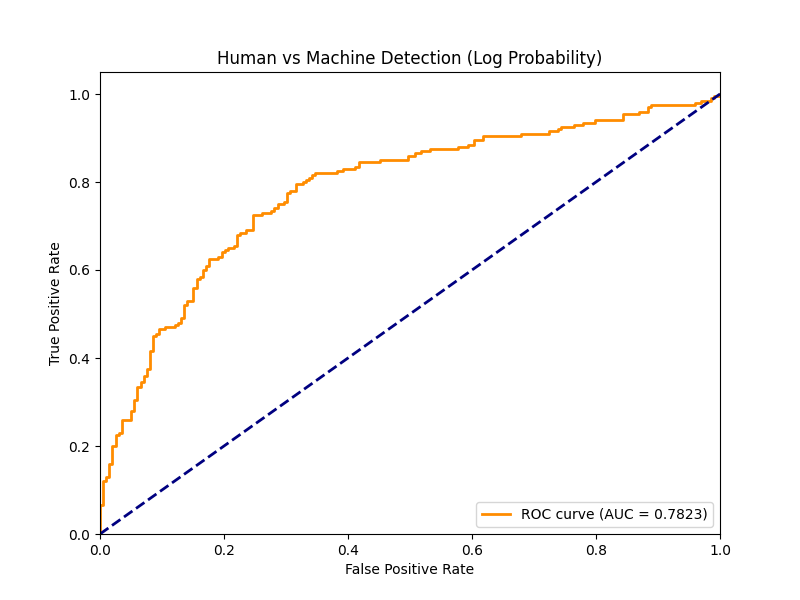 Human vs Machine Detection (Log Probability)
1.0
0.8
0.6
0.4
0.2
0.0
True Positive Rate
ROC curve (AUC = 0.7823)
0.0 0.2 0.4 0.6 0.8 1.0
False Positive Rate